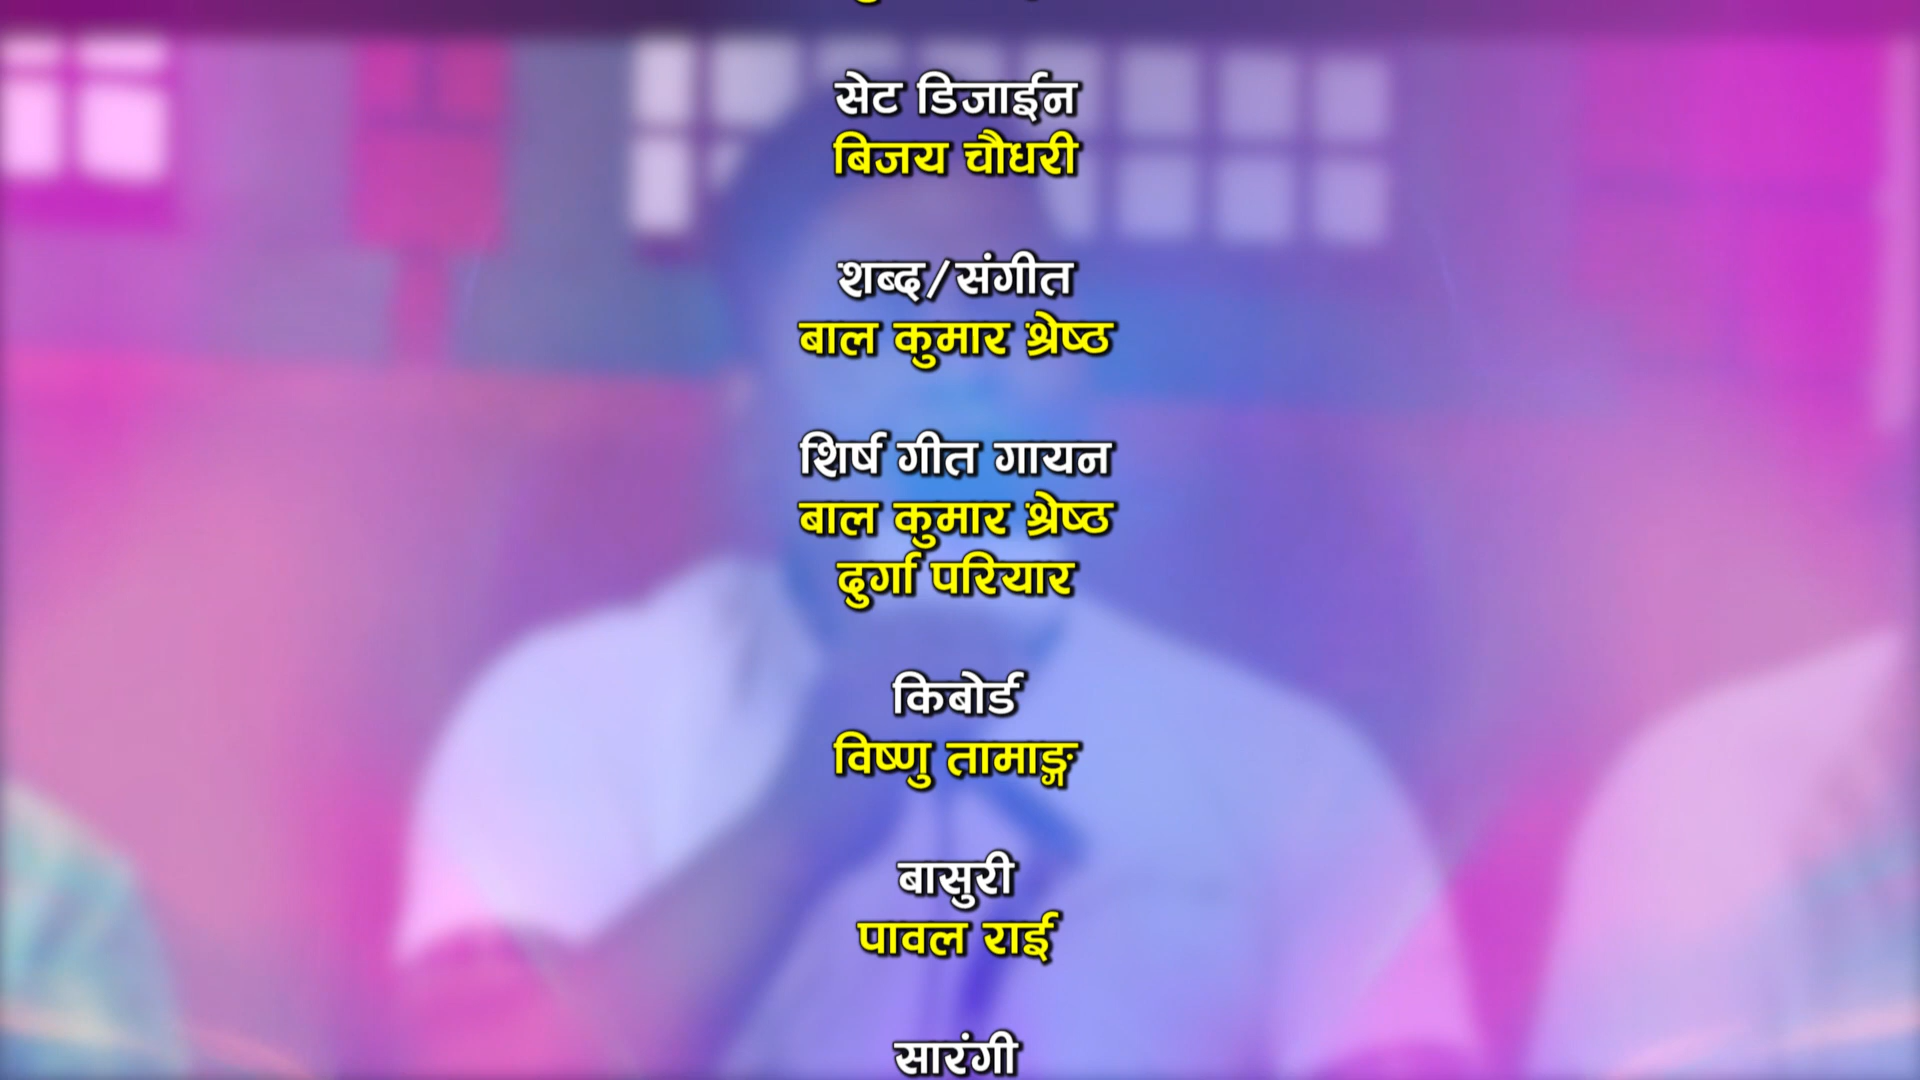 सेट डिजाईन
बिजय चौधरी
शब्द/संगीत
बाल कुमार श्रेष्ठ
शिर्ष गीत गायन
बाल कुमार श्रेष्ठ
दुर्गा परियार
किबोर्ड
विष्णु तामाङ्ग
बासुरी
पावल राई
सारंगी